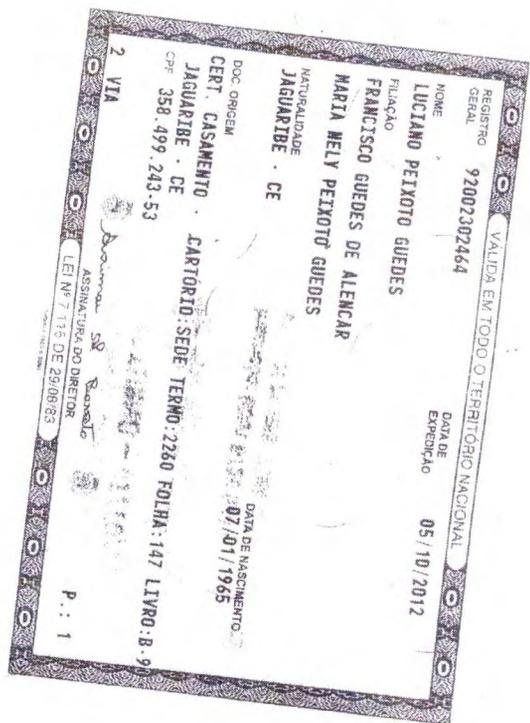 VÁLIDA EM TODO O TERRITÓRIO NACIONAL
REGISTRO GERAL 92002302464 DATA DE EXPEDIÇÃO 05/10/2012
NOME
LUCIANO PEIXOTO GUEDES
FILIAÇÃO
FRANCISCO GUEDES DE ALENCAR
MARIA NELY PEIXOTO GUEDES
NATURALIDADE DATA DE NASCIMENTO
JAGUARIBE - CE 07/01/1965
DOC ORIGEM
CERT. CASAMENTO - CARTÓRIO:SEDE TERMO:2260 FOLHA:147 LIVRO:B-9
JAGUARIBE - CE
CPF 358.499.243-53
2 VIA P.: 1
ASSINATURA DO DIRETOR
LEI Nº 7.116 DE 29/08/83